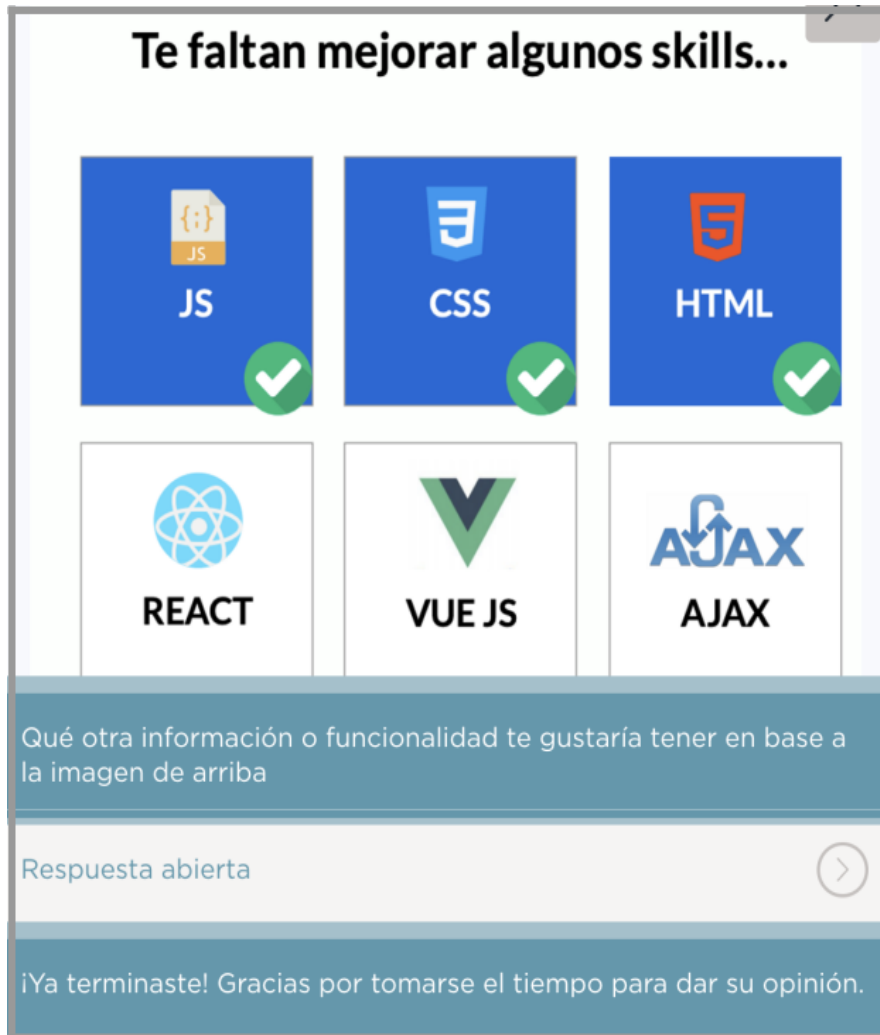 Te faltan mejorar algunos skills...
{;}
JS
JS
CSS
HTML
AJAX
REACT
VUE JS
AJAX
Qué otra información o funcionalidad te gustaría tener en base a
la imagen de arriba
Respuesta abierta
¡Ya terminaste! Gracias por tomarse el tiempo para dar su opinión.